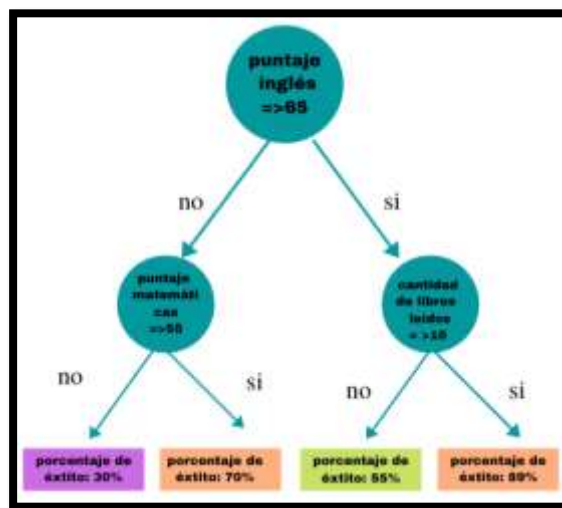 puntaje
inglés
=>65
no
si
puntaje
matemáti
cas
cantidad
de libros
leidos
no
si
no
si
porcentaje de
éxtito: 30%
porcentaje de
éxtito: 70%
porcentaje de
éxtito: 55%
porcentaje de
éxtito: